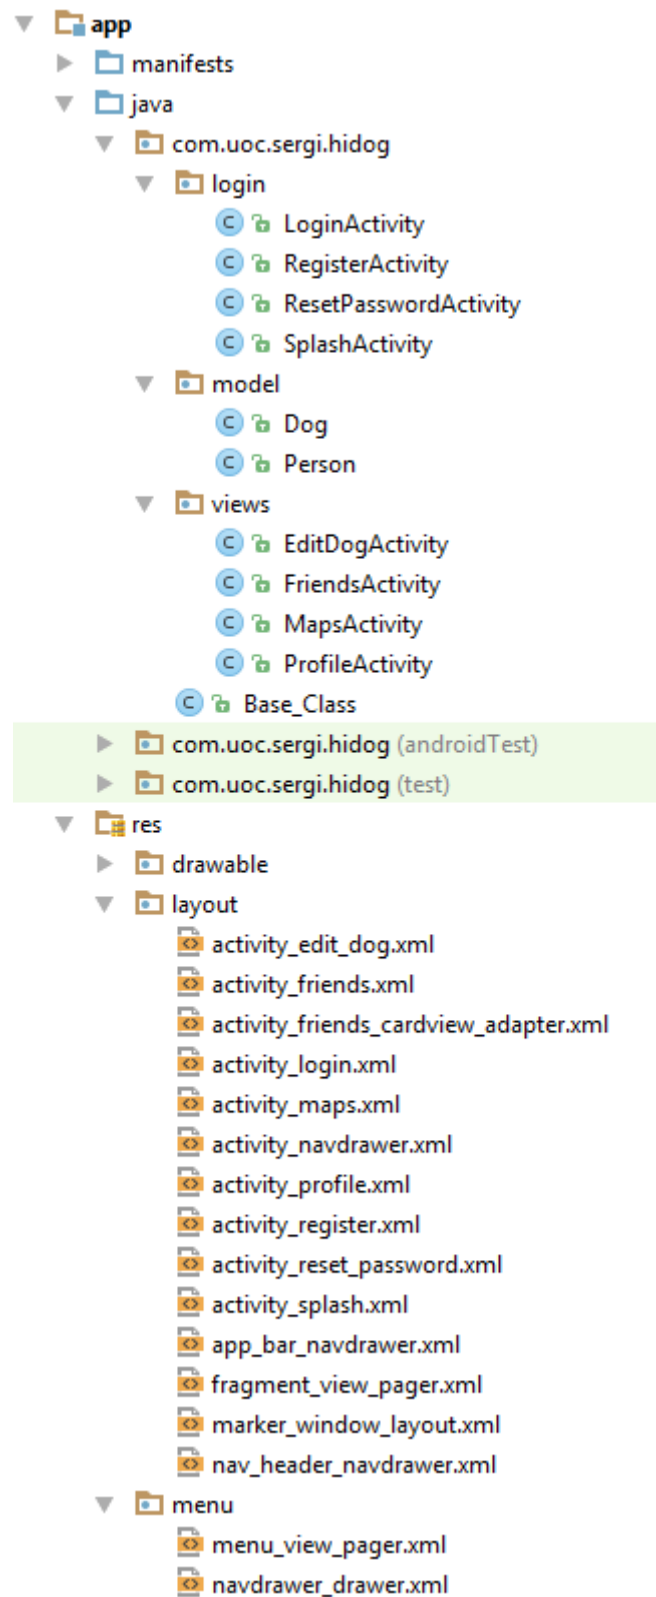 app
manifests
java
com.uoc.sergi.hidog
login
LoginActivity
RegisterActivity
ResetPasswordActivity
SplashActivity
model
Dog
Person
views
EditDogActivity
FriendsActivity
MapsActivity
ProfileActivity
Base_Class
com.uoc.sergi.hidog (androidTest)
com.uoc.sergi.hidog (test)
res
drawable
layout
activity_edit_dog.xml
activity_friends.xml
activity_friends_cardview_adapter.xml
activity_login.xml
activity_maps.xml
activity_navdrawer.xml
activity_profile.xml
activity_register.xml
activity_reset_password.xml
activity_splash.xml
app_bar_navdrawer.xml
fragment_view_pager.xml
marker_window_layout.xml
nav_header_navdrawer.xml
menu
menu_view_pager.xml
navdrawer_drawer.xml